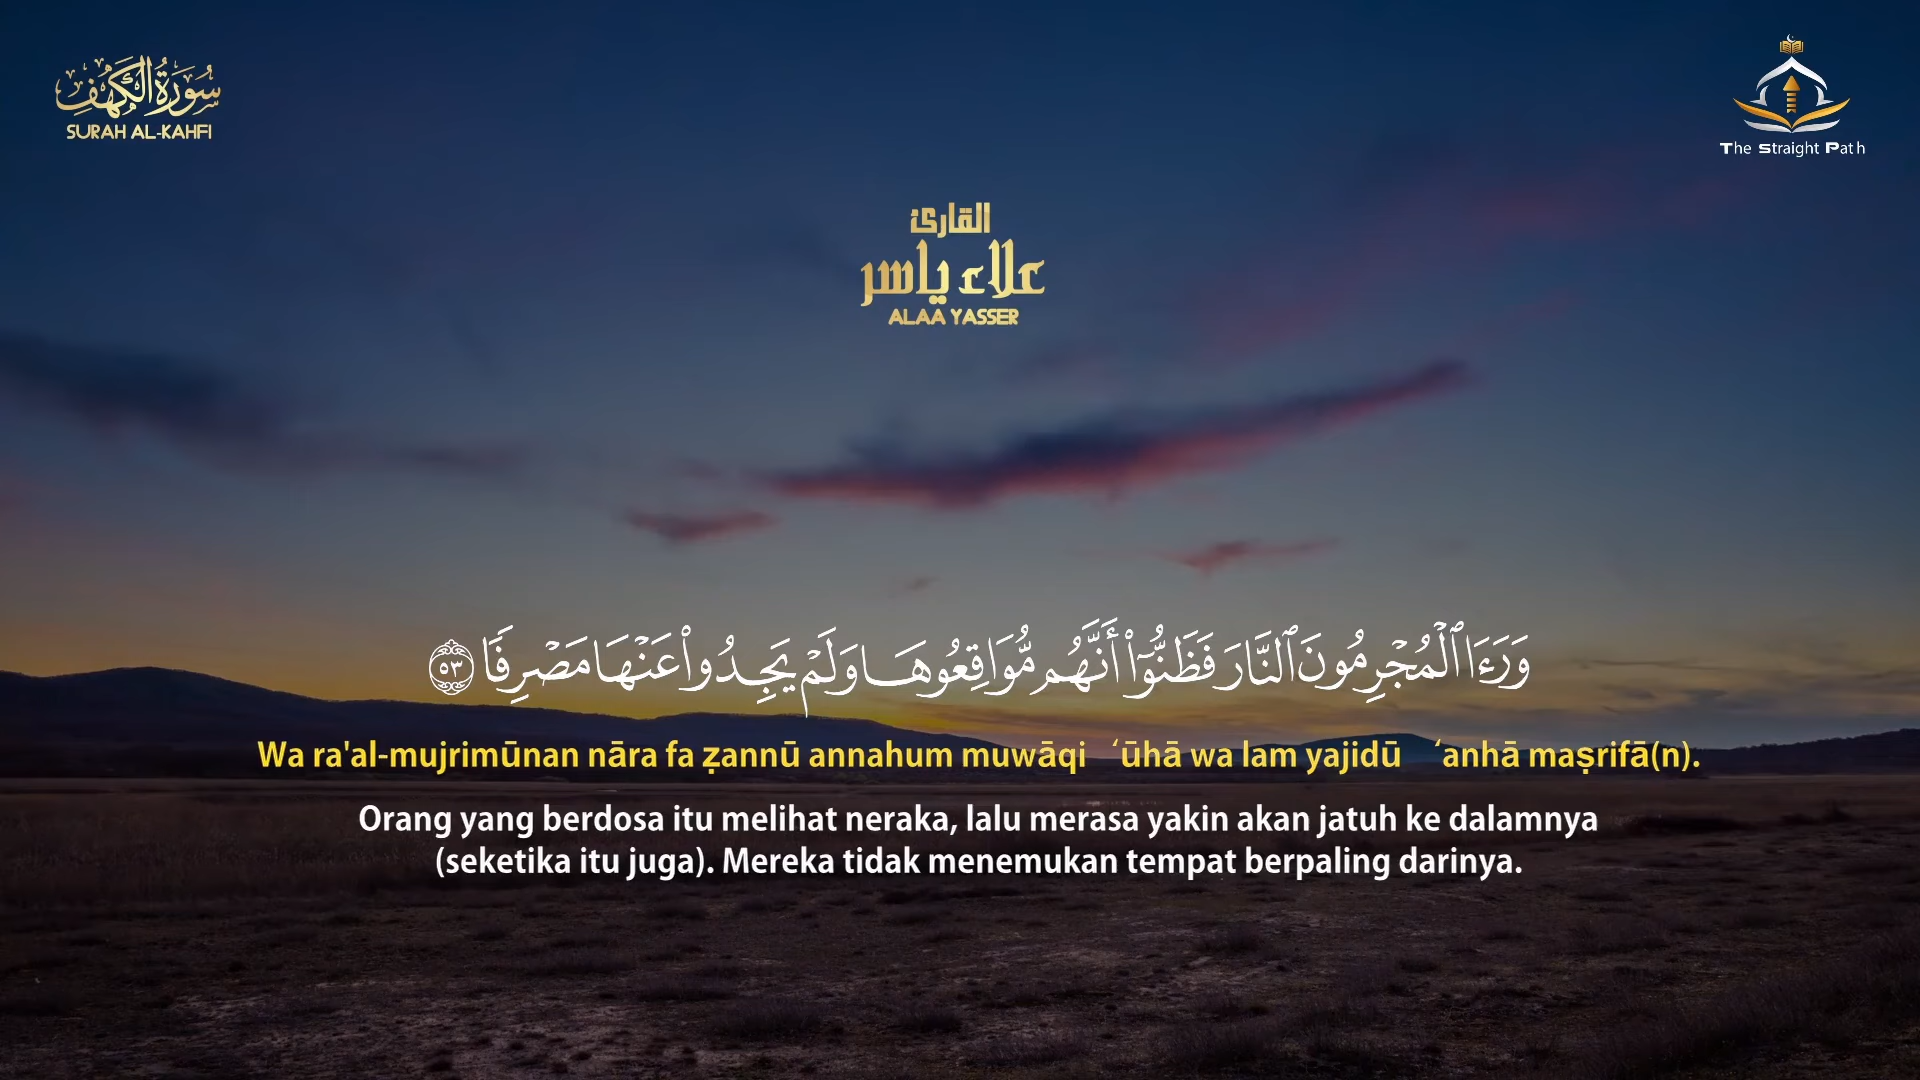 سُورَةُ الْكَهْفِ
SURAH AL-KAHFI
The Straight Path
القارئ
علاء ياسر
ALAA YASSER
وَرَءَا ٱلْمُجْرِمُونَ ٱلنَّارَ فَظَنُّوٓا۟ أَنَّهُم مُّوَاقِعُوهَا وَلَمْ يَجِدُوا۟ عَنْهَا مَصْرِفًا ٥٣
Wa ra'al-mujrimūnan nāra fa ẓannū annahum muwāqi ‘ūhā wa lam yajidū ‘anhā maṣrifā(n).
Orang yang berdosa itu melihat neraka, lalu merasa yakin akan jatuh ke dalamnya
(seketika itu juga). Mereka tidak menemukan tempat berpaling darinya.